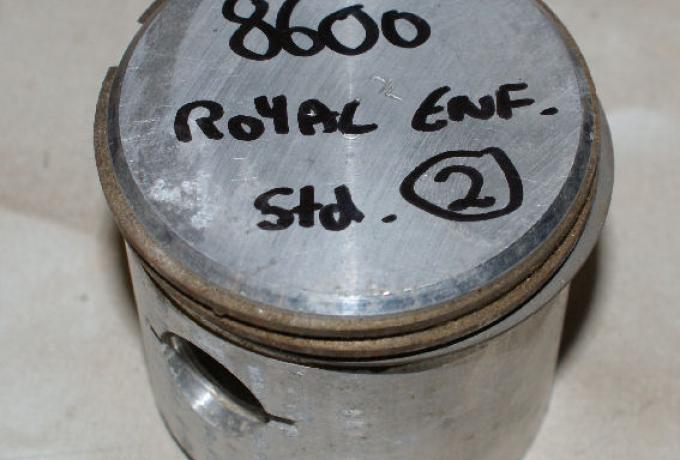 8600
ROYAL ENF.
Std. 2